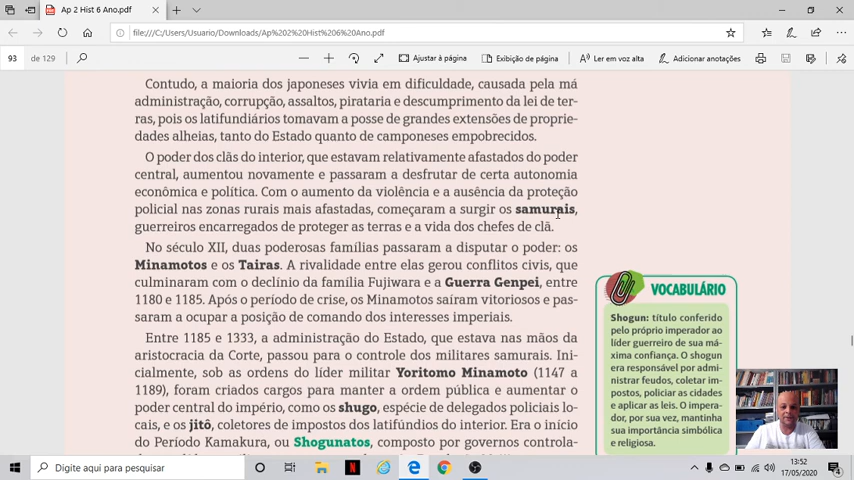 Ap 2 Hist 6 Ano.pdf
file:///C:/Users/Usuario/Downloads/Ap%202%20Hist%206%20Ano.pdf
93 de 129
Ajustar à página
Exibição de página
Ler em voz alta
Adicionar anotações
Contudo, a maioria dos japoneses vivia em dificuldade, causada pela má
administração, corrupção, assaltos, pirataria e descumprimento da lei de ter-
ras, pois os latifundiários tomavam a posse de grandes extensões de proprie-
dades alheias, tanto do Estado quanto de camponeses empobrecidos.
O poder dos clãs do interior, que estavam relativamente afastados do poder
central, aumentou novamente e passaram a desfrutar de certa autonomia
econômica e política. Com o aumento da violência e a ausência da proteção
policial nas zonas rurais mais afastadas, começaram a surgir os samurais,
guerreiros encarregados de proteger as terras e a vida dos chefes de clã.
No século XII, duas poderosas famílias passaram a disputar o poder: os
Minamotos e os Tairas. A rivalidade entre elas gerou conflitos civis, que
culminaram com o declínio da família Fujiwara e a Guerra Genpei, entre
1180 e 1185. Após o período de crise, os Minamotos saíram vitoriosos e pas-
saram a ocupar a posição de comando dos interesses imperiais.
Entre 1185 e 1333, a administração do Estado, que estava nas mãos da
aristocracia da Corte, passou para o controle dos militares samurais. Ini-
cialmente, sob as ordens do líder militar Yoritomo Minamoto (1147 a
1189), foram criados cargos para manter a ordem pública e aumentar o
poder central do império, como os shugo, espécie de delegados policiais lo-
cais, e os jitô, coletores de impostos dos latifúndios do interior. Era o início
do Período Kamakura, ou Shogunatos, composto por governos controla-
VOCABULÁRIO
Shogun: título conferido
pelo próprio imperador ao
líder guerreiro de sua má-
xima confiança. O shogun
era responsável por admi-
nistrar feudos, coletar im-
postos, policiar as cidades
e aplicar as leis. O impera-
dor, por sua vez, mantinha
sua importância simbólica
e religiosa.
Digite aqui para pesquisar
13:52
17/05/2020
4